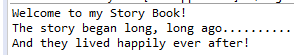 Welcome to my Story Book!
The story began long, long ago..........
And they lived happily ever after!